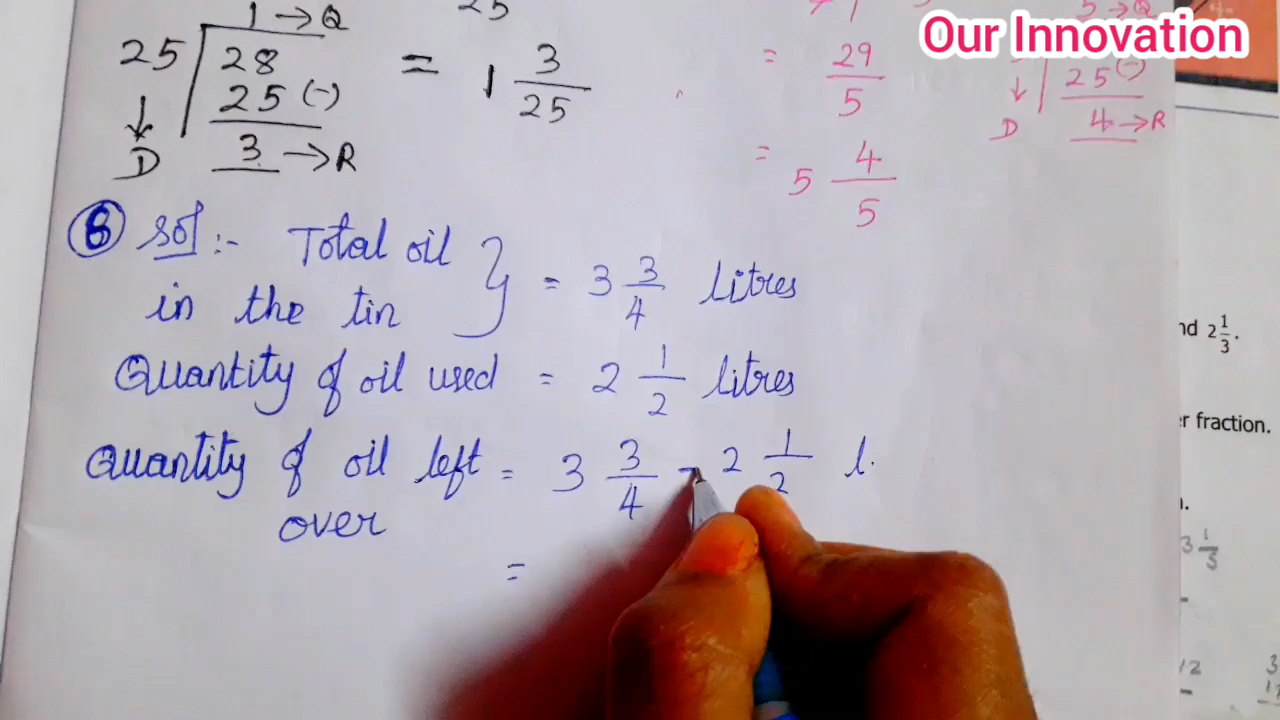 Our Innovation
1 → Q
25
25 28
25 (-)
D 3 → R
= 1 3/25
= 29/5
= 5 4/5
25 (-)
D 4 → R
6 Sol :- Total oil
in the tin } = 3 3/4 litres
Quantity of oil used = 2 1/2 litres
Quantity of oil left = 3 3/4 - 2 1/2 l.
over
=
nd 2 1/3.
r fraction.
3 1/3
12